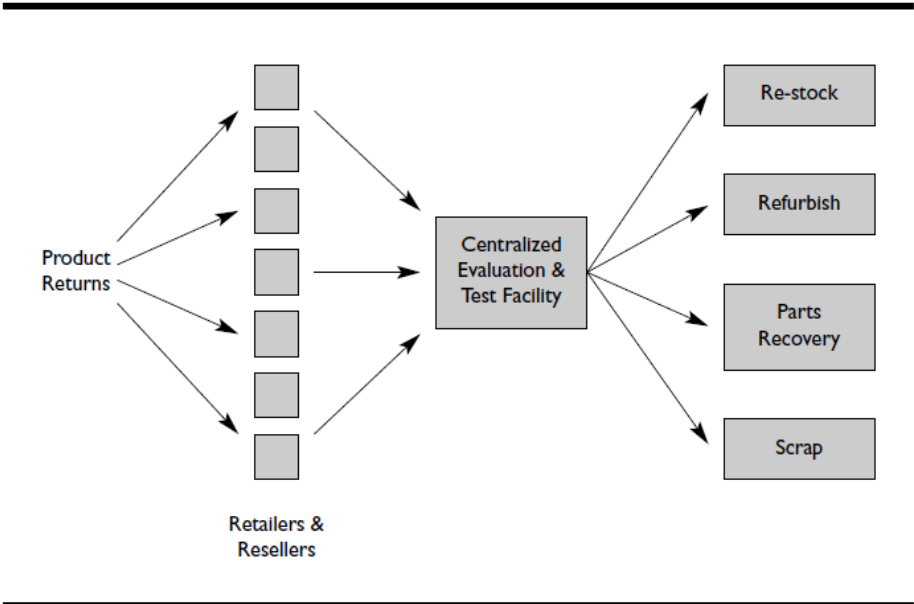 Product
Returns
Retailers &
Resellers
Centralized
Evaluation &
Test Facility
Re-stock
Refurbish
Parts
Recovery
Scrap